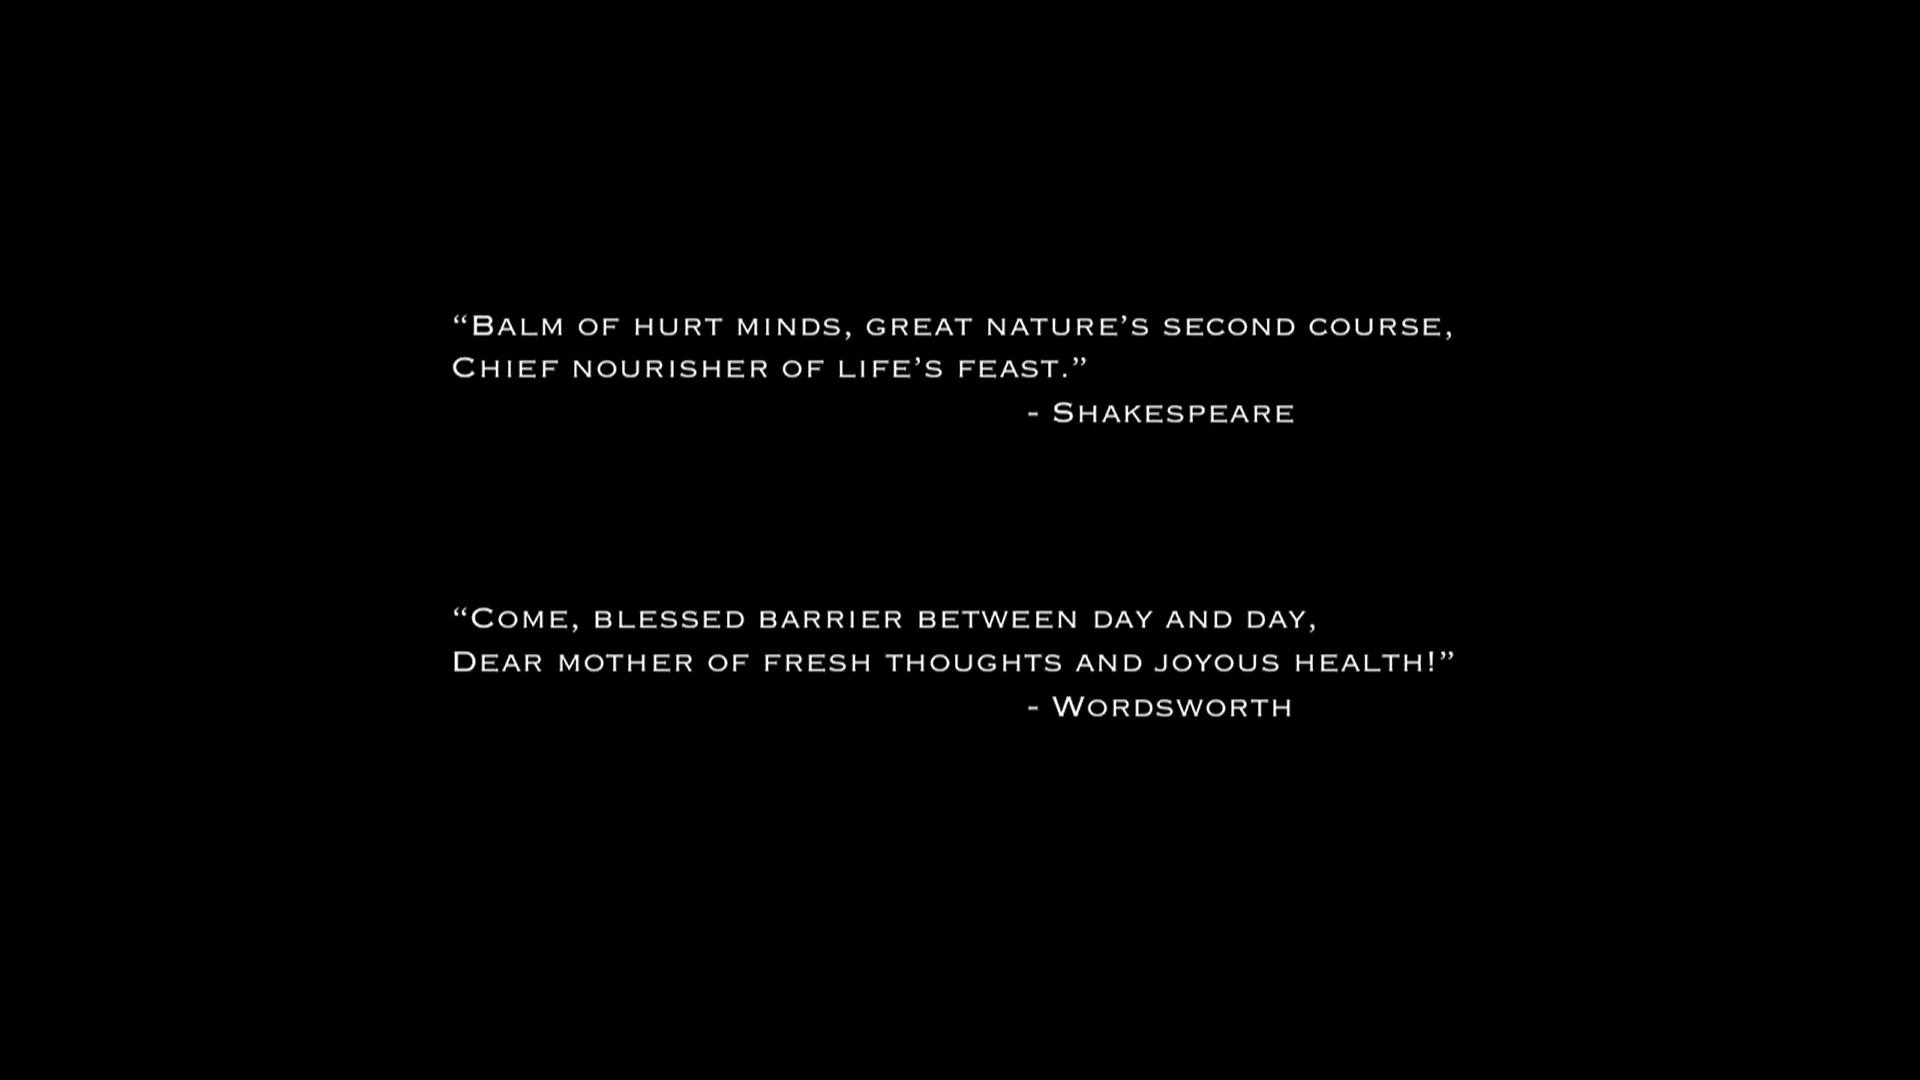 “Balm of hurt minds, great nature’s second course,
Chief nourisher of life’s feast.”
- Shakespeare
“Come, blessed barrier between day and day,
Dear mother of fresh thoughts and joyous health!”
- Wordsworth